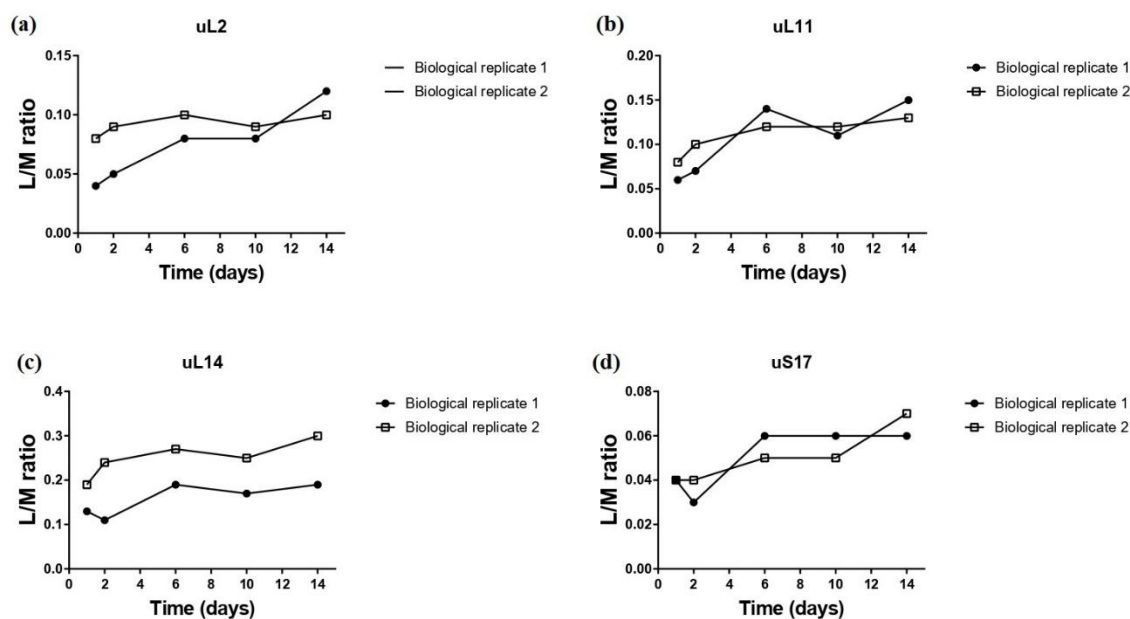 (a)
uL2
0.15
0.10
0.05
0.00
L/M ratio
0 2 4 6 8 10 12 14
Time (days)
Biological replicate 1
Biological replicate 2
(b)
uL11
0.20
0.15
0.10
0.05
0.00
L/M ratio
0 2 4 6 8 10 12 14
Time (days)
Biological replicate 1
Biological replicate 2
(c)
uL14
0.4
0.3
0.2
0.1
0.0
L/M ratio
0 2 4 6 8 10 12 14
Time (days)
Biological replicate 1
Biological replicate 2
(d)
uS17
0.08
0.06
0.04
0.02
0.00
L/M ratio
0 2 4 6 8 10 12 14
Time (days)
Biological replicate 1
Biological replicate 2